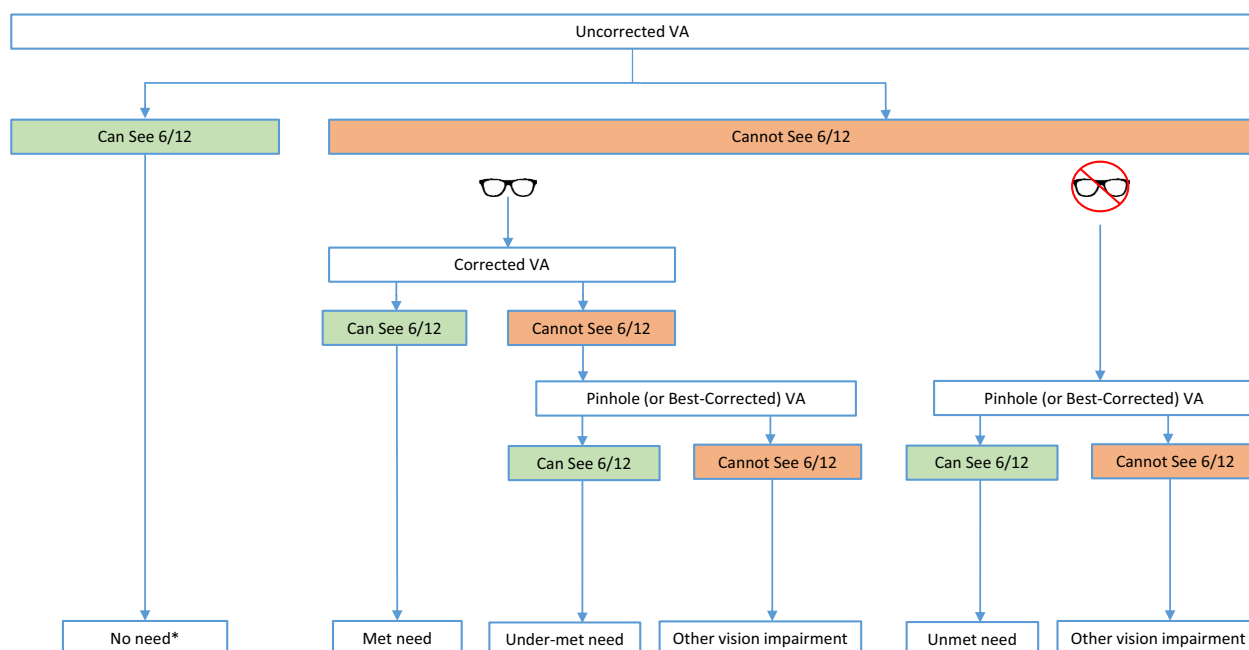 Uncorrected VA
Can See 6/12
Cannot See 6/12
Corrected VA
Can See 6/12
Cannot See 6/12
Pinhole (or Best-Corrected) VA
Pinhole (or Best-Corrected) VA
Can See 6/12
Cannot See 6/12
Can See 6/12
Cannot See 6/12
No need*
Met need
Under-met need
Other vision impairment
Unmet need
Other vision impairment